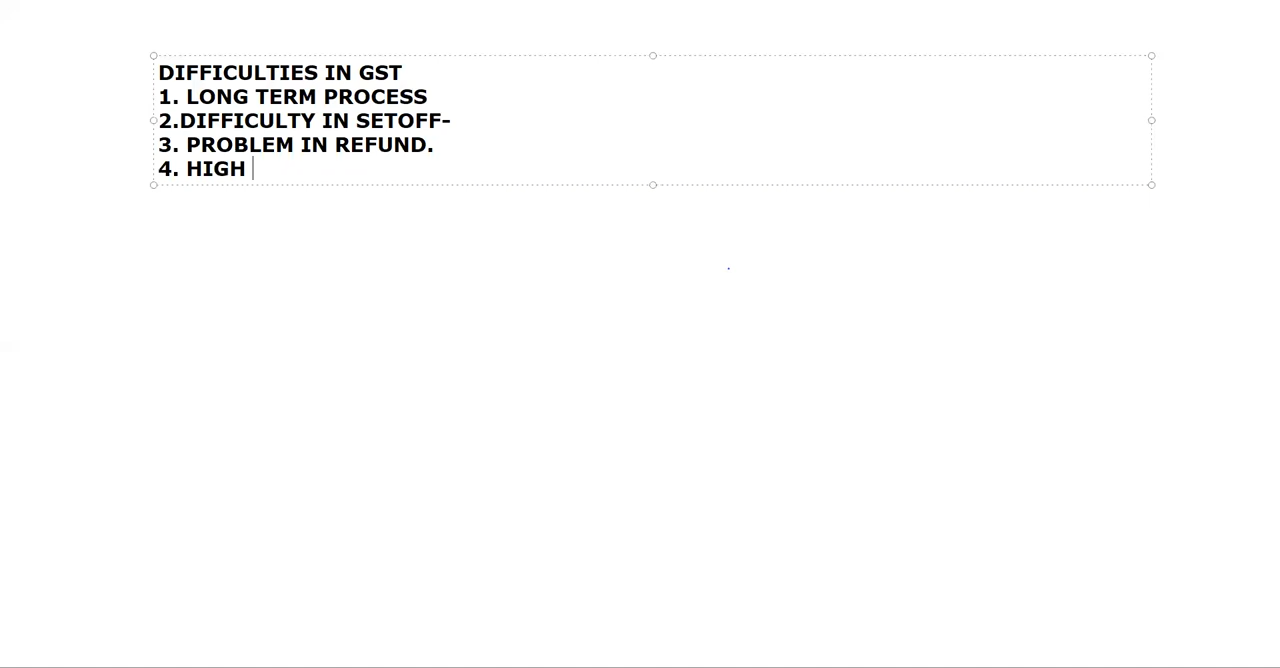 DIFFICULTIES IN GST
1. LONG TERM PROCESS
2.DIFFICULTY IN SETOFF-
3. PROBLEM IN REFUND.
4. HIGH